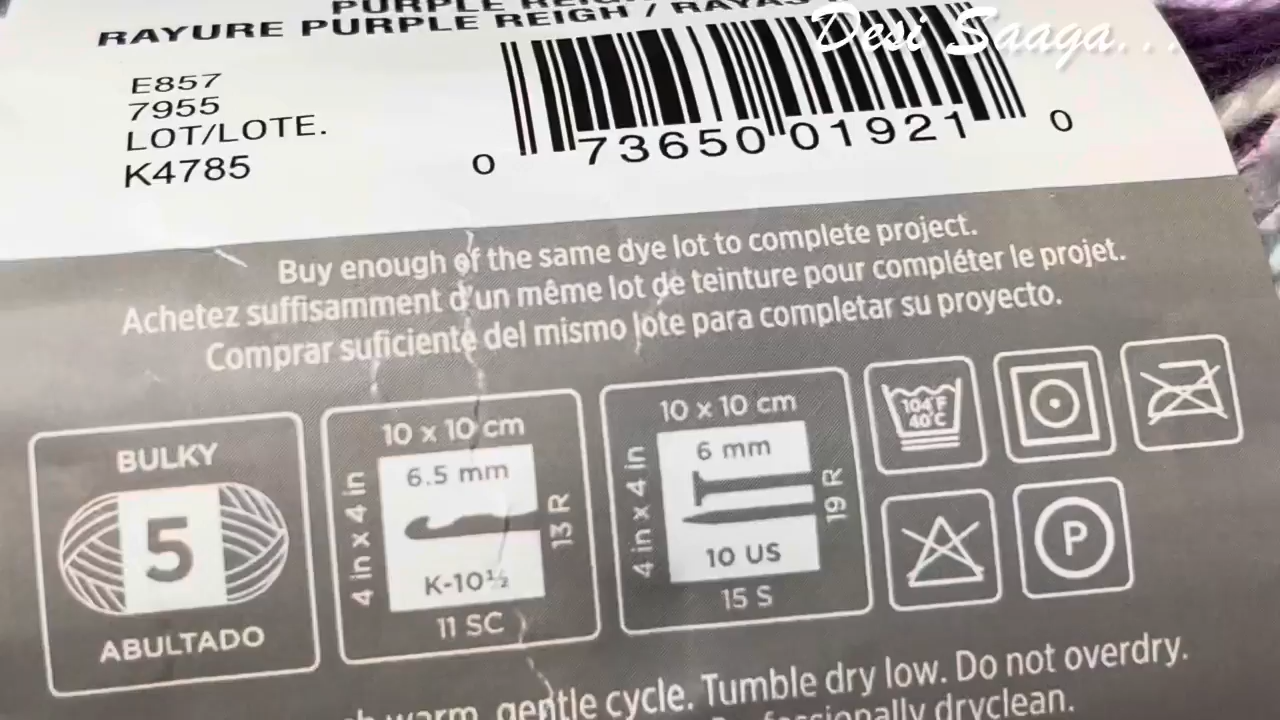 PURPLE REIGH
RAYURE PURPLE REIGH / RAYAS
Desi Saaga...
E857
7955
LOT/LOTE.
K4785
0 73650 01921 0
Buy enough of the same dye lot to complete project.
Achetez suffisamment d'un même lot de teinture pour compléter le projet.
Comprar suficiente del mismo lote para completar su proyecto.
BULKY
5
ABULTADO
10 x 10 cm
4 in x 4 in
6.5 mm
K-10½
13 R
11 SC
10 x 10 cm
4 in x 4 in
6 mm
10 US
19 R
15 S
104°F
40°C
P
warm, gentle cycle. Tumble dry low. Do not overdry.
dryclean.